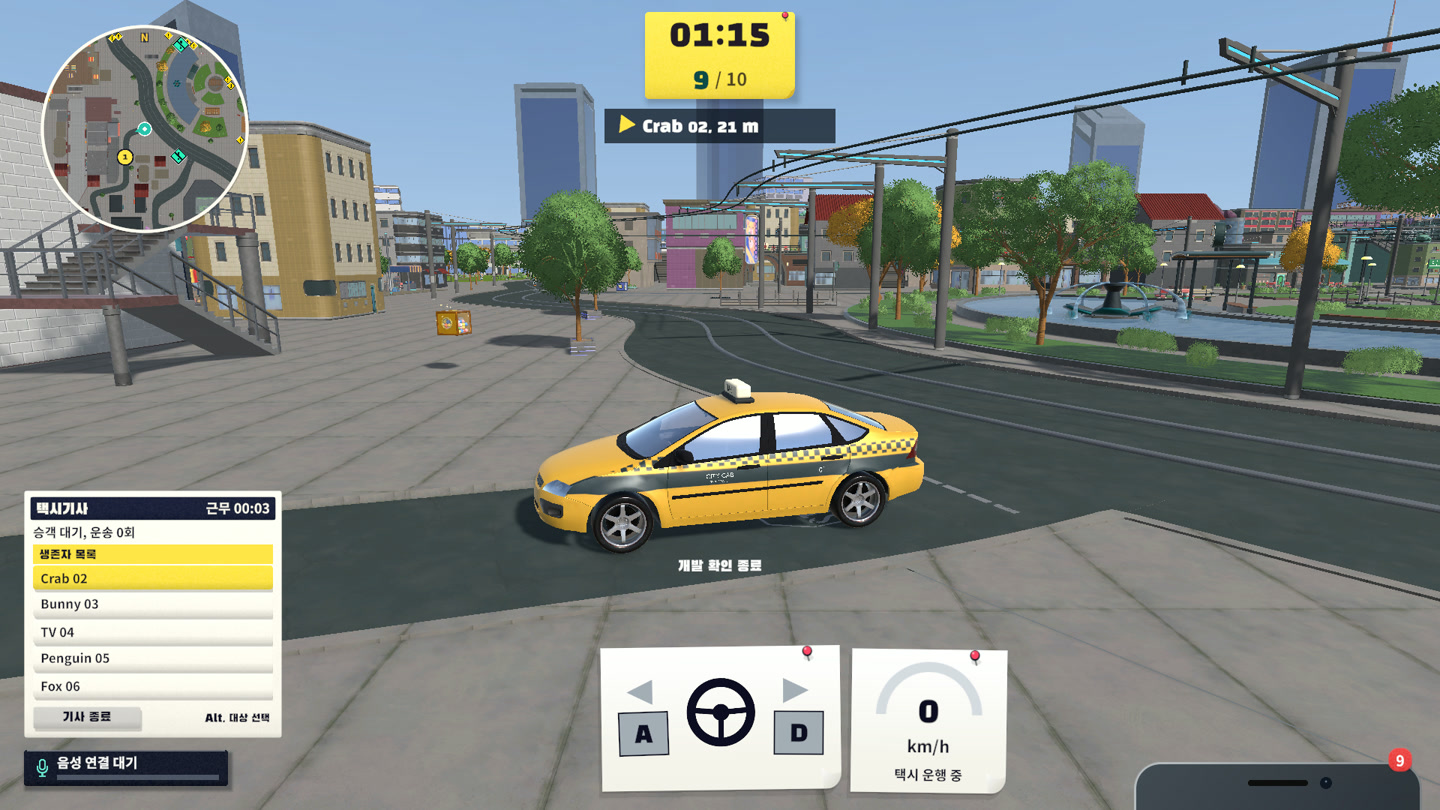 N
1
01:15
9 / 10
Crab 02, 21 m
CITY CAB
택시기사 근무 00:03
승객 대기, 운송 0회
생존자 목록
Crab 02
Bunny 03
TV 04
Penguin 05
Fox 06
기사 종료 Alt, 대상 선택
음성 연결 대기
개발 확인 종료
A D
0
km/h
택시 운행 중
9